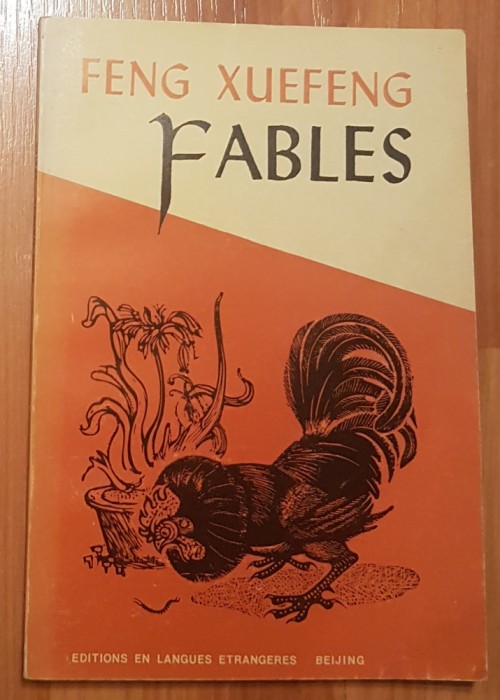 FENG XUEFENG
FABLES
EDITIONS EN LANGUES ETRANGERES BEIJING